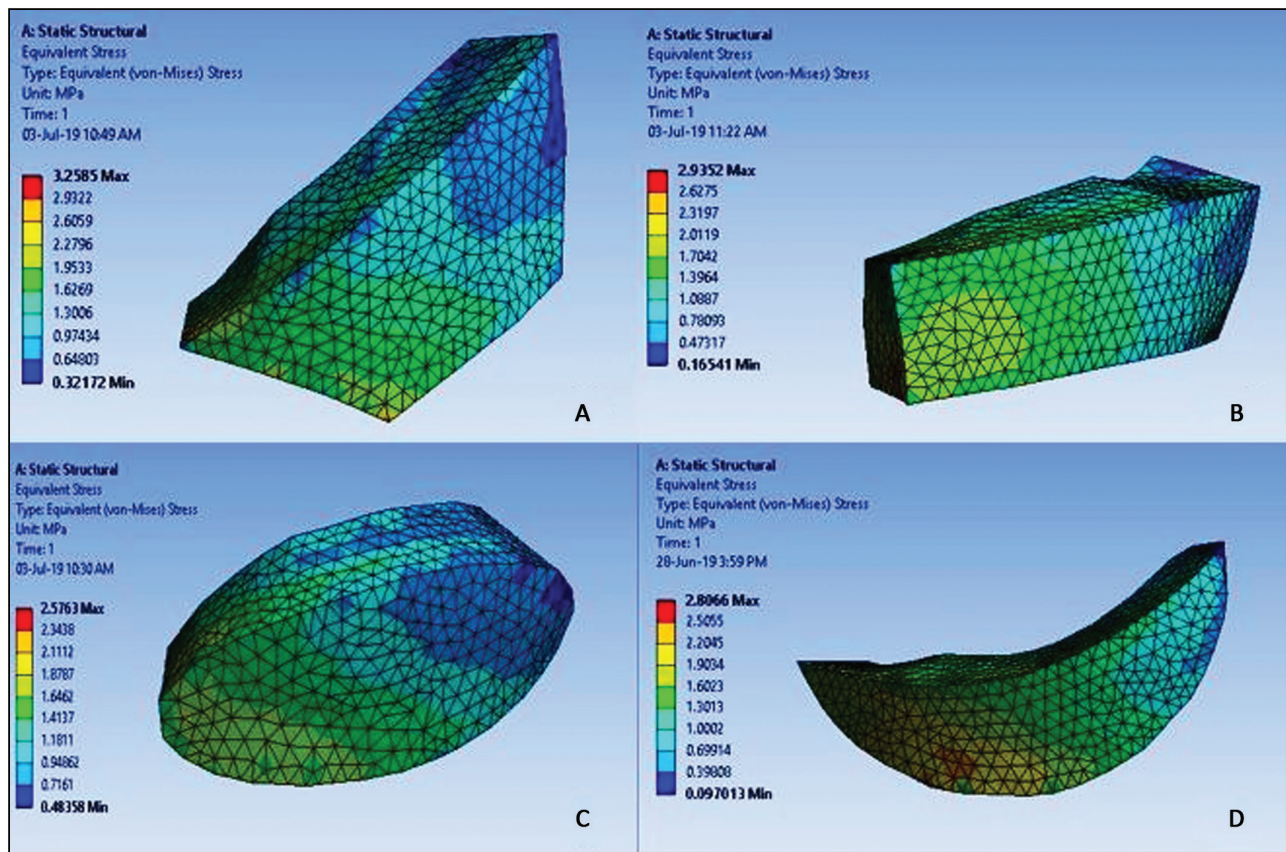 A: Static Structural
Equivalent Stress
Type: Equivalent (von-Mises) Stress
Unit: MPa
Time: 1
03-Jul-19 10:49 AM
3.2585 Max
2.9322
2.6059
2.2796
1.9533
1.6269
1.3006
0.97434
0.64803
0.32172 Min
A
A: Static Structural
Equivalent Stress
Type: Equivalent (von-Mises) Stress
Unit: MPa
Time: 1
03-Jul-19 11:22 AM
2.9352 Max
2.6275
2.3197
2.0119
1.7042
1.3964
1.0887
0.78093
0.47317
0.16541 Min
B
A: Static Structural
Equivalent Stress
Type: Equivalent (von-Mises) Stress
Unit: MPa
Time: 1
03-Jul-19 10:30 AM
2.5763 Max
2.3438
2.1112
1.8787
1.6462
1.4137
1.1811
0.94862
0.7161
0.48358 Min
C
A: Static Structural
Equivalent Stress
Type: Equivalent (von-Mises) Stress
Unit: MPa
Time: 1
28-Jun-19 3:59 PM
2.8066 Max
2.5055
2.2045
1.9034
1.6023
1.3013
1.0002
0.69914
0.39808
0.097013 Min
D